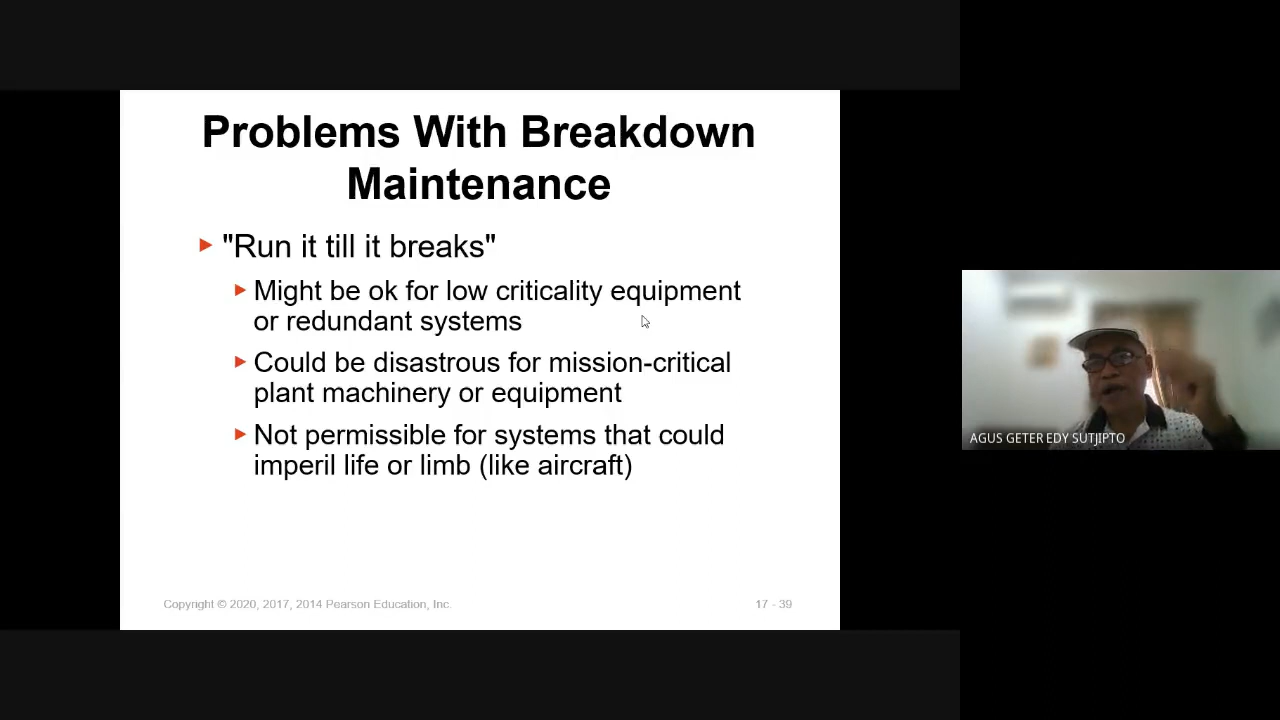 Problems With Breakdown
Maintenance
"Run it till it breaks"
Might be ok for low criticality equipment
or redundant systems
Could be disastrous for mission-critical
plant machinery or equipment
Not permissible for systems that could
imperil life or limb (like aircraft)
Copyright © 2020, 2017, 2014 Pearson Education, Inc.
17 - 39
AGUS GETER EDY SUTJIPTO